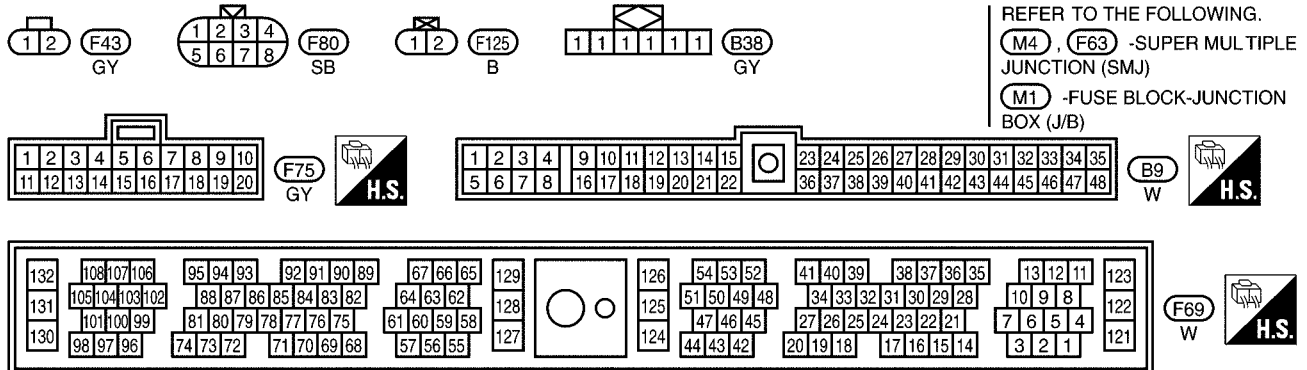 1 2 F43 GY
1 2 3 4
5 6 7 8
F80 SB
1 2 F125 B
1 1 1 1 1 1 B38 GY
REFER TO THE FOLLOWING.
M4 , F63 -SUPER MULTIPLE
JUNCTION (SMJ)
M1 -FUSE BLOCK-JUNCTION
BOX (J/B)
1 2 3 4 5 6 7 8 9 10
11 12 13 14 15 16 17 18 19 20
F75 GY
H.S.
1 2 3 4 9 10 11 12 13 14 15 23 24 25 26 27 28 29 30 31 32 33 34 35
5 6 7 8 16 17 18 19 20 21 22 36 37 38 39 40 41 42 43 44 45 46 47 48
B9 W
H.S.
132 108 107 106 95 94 93 92 91 90 89 67 66 65 129 126 54 53 52 41 40 39 38 37 36 35 13 12 11 123
131 105 104 103 102 88 87 86 85 84 83 82 64 63 62 128 125 51 50 49 48 34 33 32 31 30 29 28 10 9 8 122
101 100 99 81 80 79 78 77 76 75 61 60 59 58 47 46 45 27 26 25 24 23 22 21 7 6 5 4
130 98 97 96 74 73 72 71 70 69 68 57 56 55 127 124 44 43 42 20 19 18 17 16 15 14 3 2 1 121
F69 W
H.S.